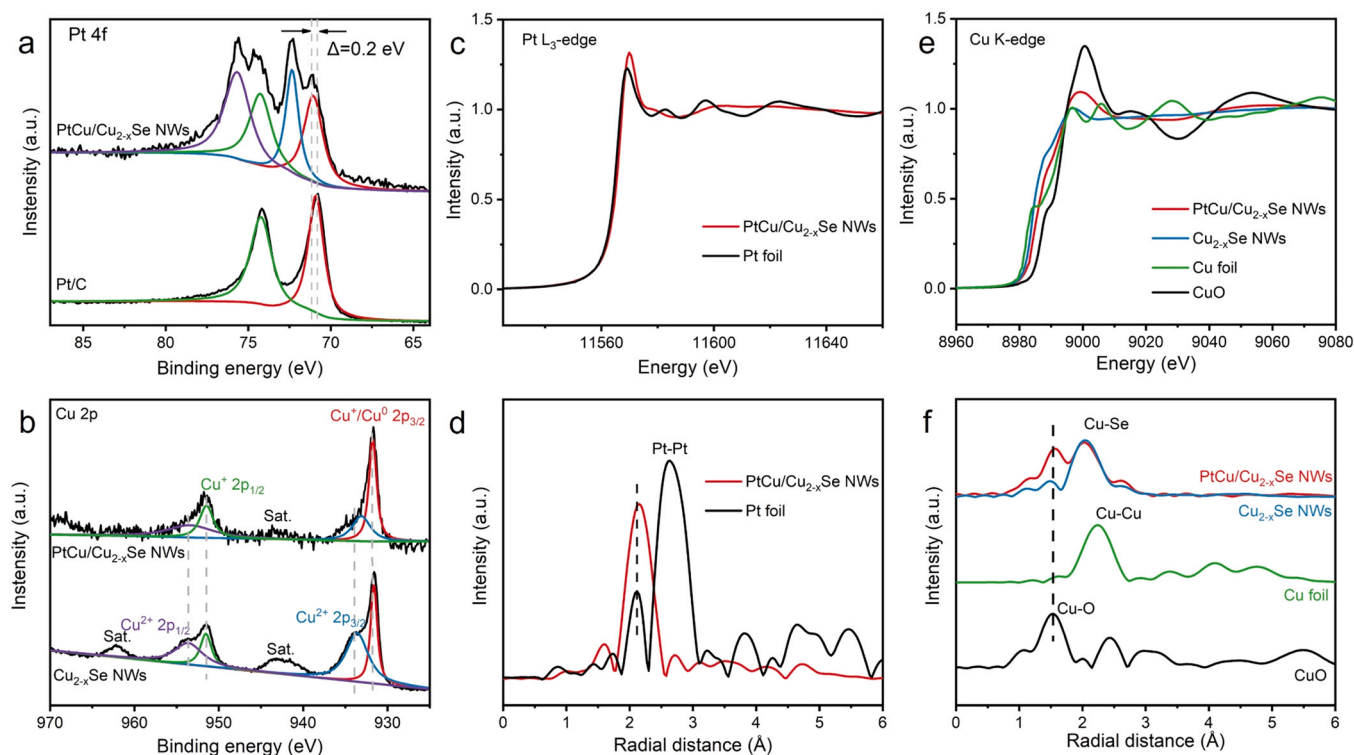 a
Pt 4f
Δ=0.2 eV
PtCu/Cu₂₋ₓSe NWs
Pt/C
Instensity (a.u.)
85 80 75 70 65
Binding energy (eV)
c
Pt L₃-edge
1.5
1.0
0.5
0.0
Intensity (a.u.)
PtCu/Cu₂₋ₓSe NWs
Pt foil
11560 11600 11640
Energy (eV)
e
Cu K-edge
1.5
1.0
0.5
0.0
Intensity (a.u.)
PtCu/Cu₂₋ₓSe NWs
Cu₂₋ₓSe NWs
Cu foil
CuO
8960 8980 9000 9020 9040 9060 9080
Energy (eV)
b
Cu 2p
Cu⁺/Cu⁰ 2p₃/₂
Cu⁺ 2p₁/₂
Sat.
PtCu/Cu₂₋ₓSe NWs
Cu²⁺ 2p₁/₂
Cu²⁺ 2p₃/₂
Sat.
Sat.
Cu₂₋ₓSe NWs
Instensity (a.u.)
970 960 950 940 930
Binding energy (eV)
d
Pt-Pt
PtCu/Cu₂₋ₓSe NWs
Pt foil
Intensity (a.u.)
0 1 2 3 4 5 6
Radial distance (Å)
f
Cu-Se
PtCu/Cu₂₋ₓSe NWs
Cu₂₋ₓSe NWs
Cu-Cu
Cu foil
Cu-O
CuO
Intensity (a.u.)
0 1 2 3 4 5 6
Radial distance (Å)